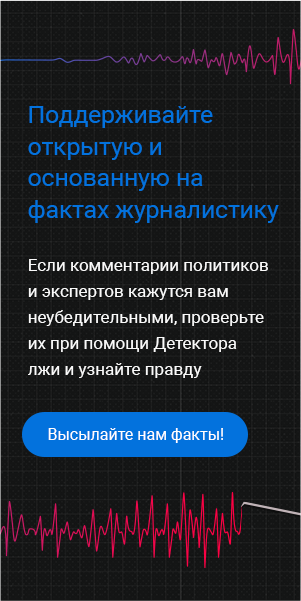 Поддерживайте
открытую и
основанную на
фактах журналистику
Если комментарии политиков
и экспертов кажутся вам
неубедительными, проверьте
их при помощи Детектора
лжи и узнайте правду
Высылайте нам факты!